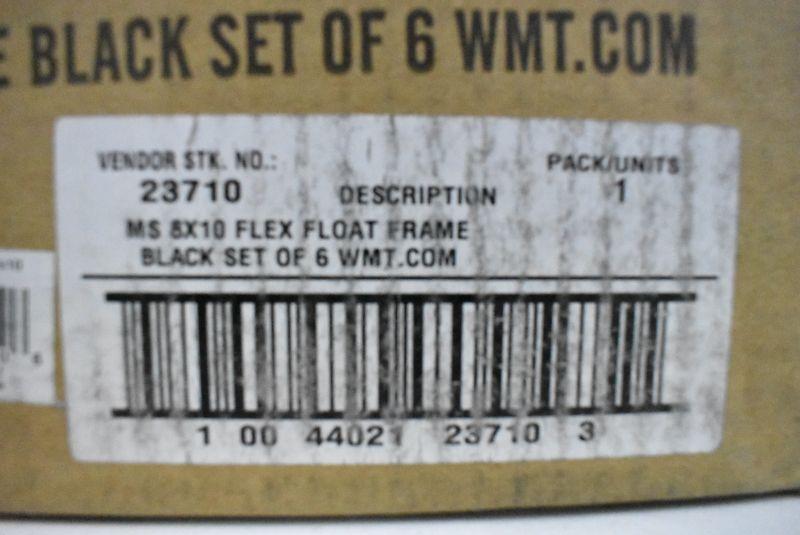 E BLACK SET OF 6 WMT.COM
VENDOR STK. NO.:
PACK/UNITS
23710
DESCRIPTION
1
MS 8X10 FLEX FLOAT FRAME
BLACK SET OF 6 WMT.COM
1 00 44021 23710 3